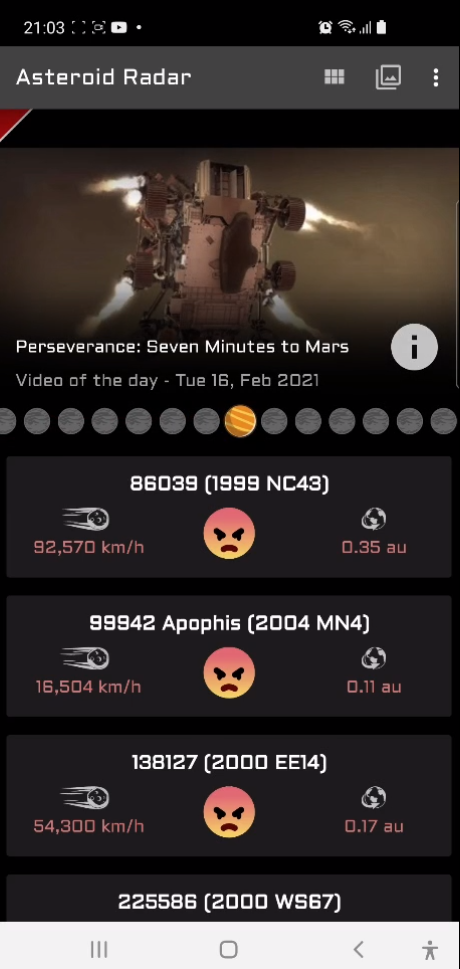 21:03
Asteroid Radar
Perseverance: Seven Minutes to Mars
Video of the day - Tue 16, Feb 2021
86039 (1999 NC43)
92,570 km/h
0.35 au
99942 Apophis (2004 MN4)
16,504 km/h
0.11 au
138127 (2000 EE14)
54,300 km/h
0.17 au
225586 (2000 WS67)